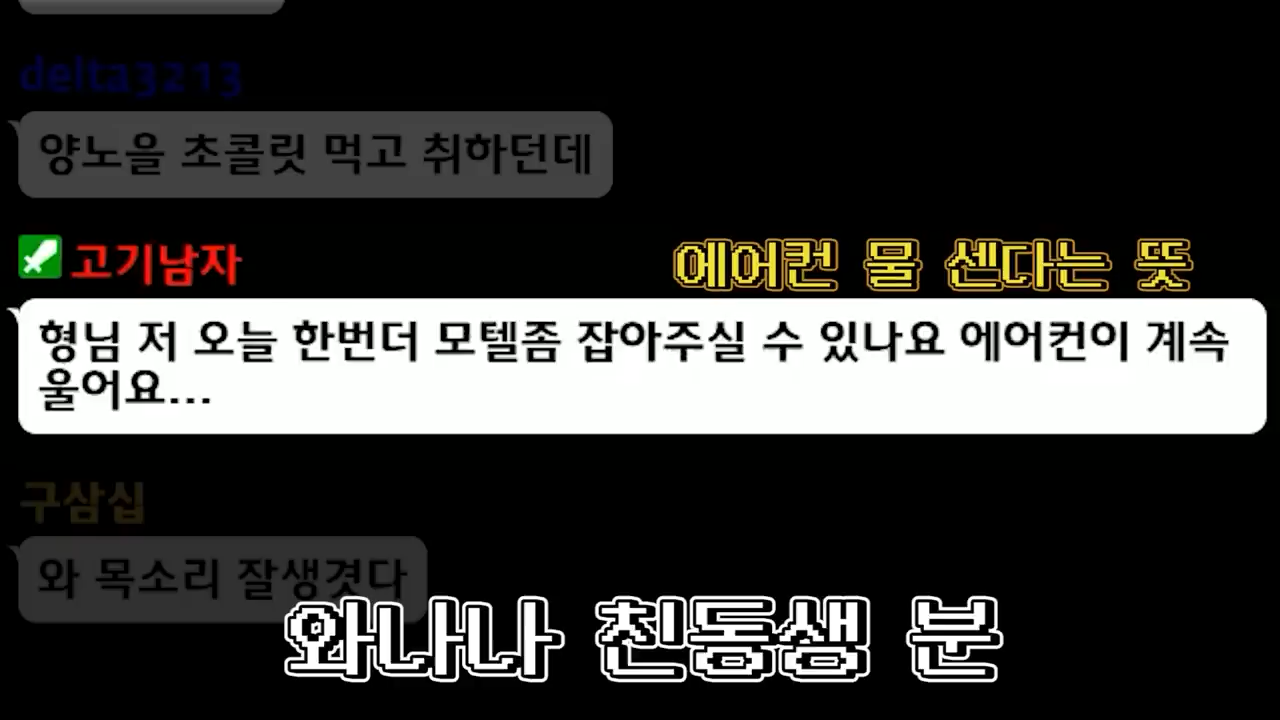 delta3213
양노을 초콜릿 먹고 취하던데
고기남자
에어컨 물 센다는 뜻
형님 저 오늘 한번더 모텔좀 잡아주실 수 있나요 에어컨이 계속
울어요...
구삼십
와 목소리 잘생겻다
와나나 친동생 분